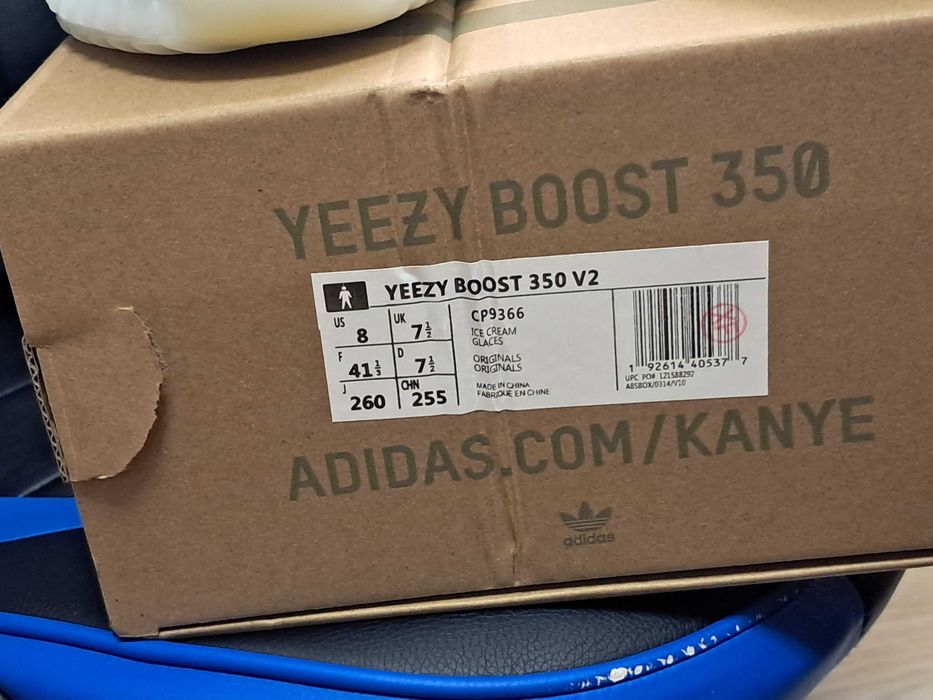 YEEZY BOOST 350
YEEZY BOOST 350 V2
US 8 UK 7½
F 41⅓ D 7½
J 260 CHN 255
CP9366
ICE CREAM
GLACES
ORIGINALS
ORIGINALS
MADE IN CHINA
FABRIQUE EN CHINE
1 92614 40537 7
UPC PO# 121588292
ABSBOX/0314/V10
ADIDAS.COM/KANYE
adidas